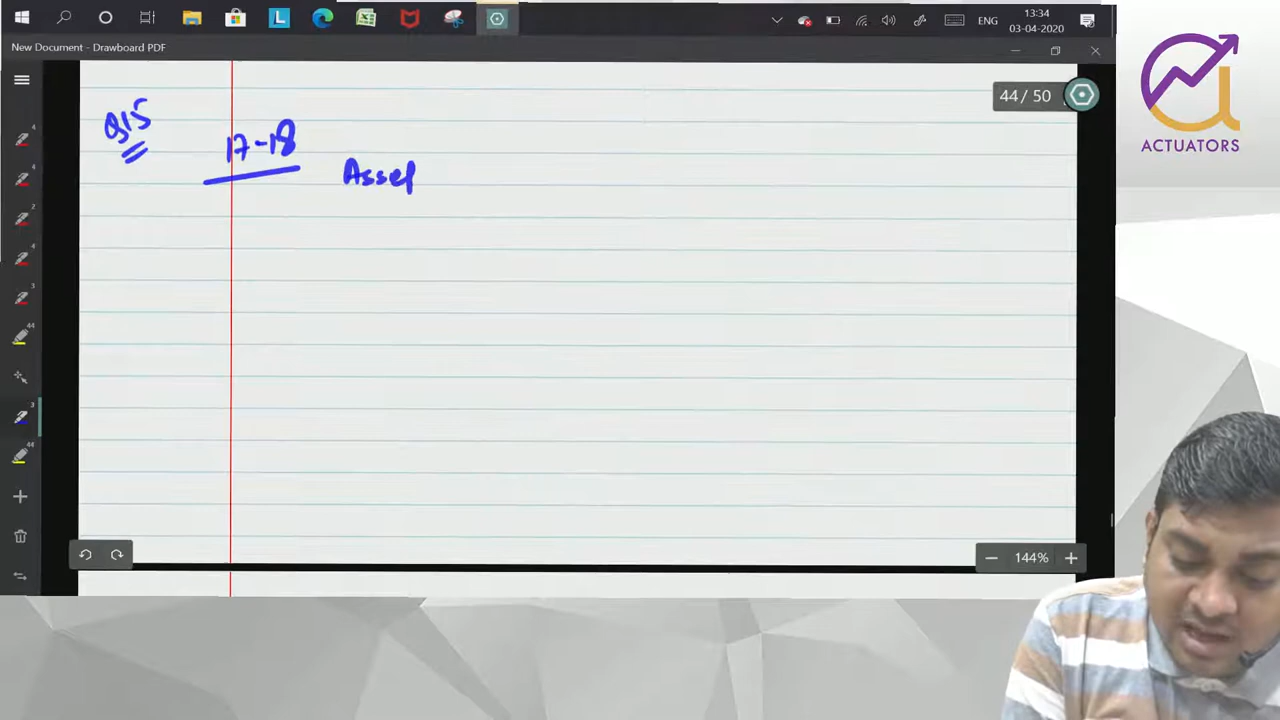 ENG
13:34
03-04-2020
New Document - Drawboard PDF
44 / 50
Q15
17-18
Asset
144%
ACTUATORS